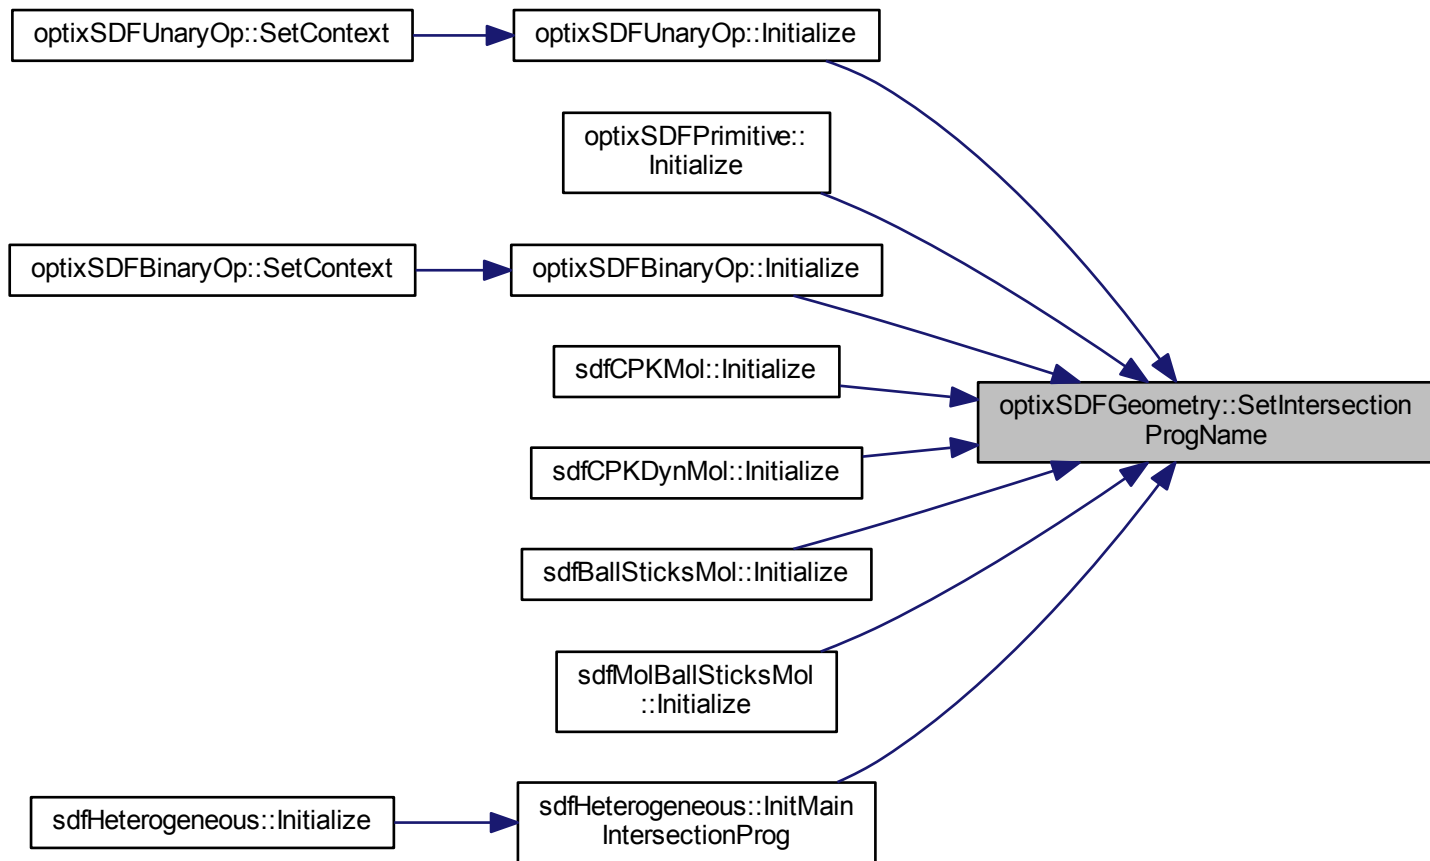 optixSDFUnaryOp::SetContext
optixSDFUnaryOp::Initialize
optixSDFPrimitive::
Initialize
optixSDFBinaryOp::SetContext
optixSDFBinaryOp::Initialize
sdfCPKMol::Initialize
optixSDFGeometry::SetIntersection
ProgName
sdfCPKDynMol::Initialize
sdfBallSticksMol::Initialize
sdfMolBallSticksMol
::Initialize
sdfHeterogeneous::Initialize
sdfHeterogeneous::InitMain
IntersectionProg